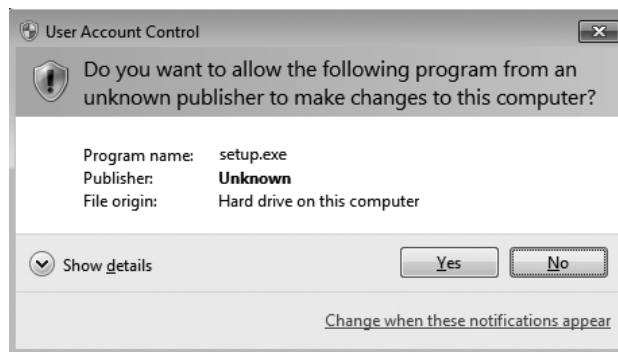 User Account Control
Do you want to allow the following program from an
unknown publisher to make changes to this computer?
Program name: setup.exe
Publisher: Unknown
File origin: Hard drive on this computer
Show details Yes No
Change when these notifications appear